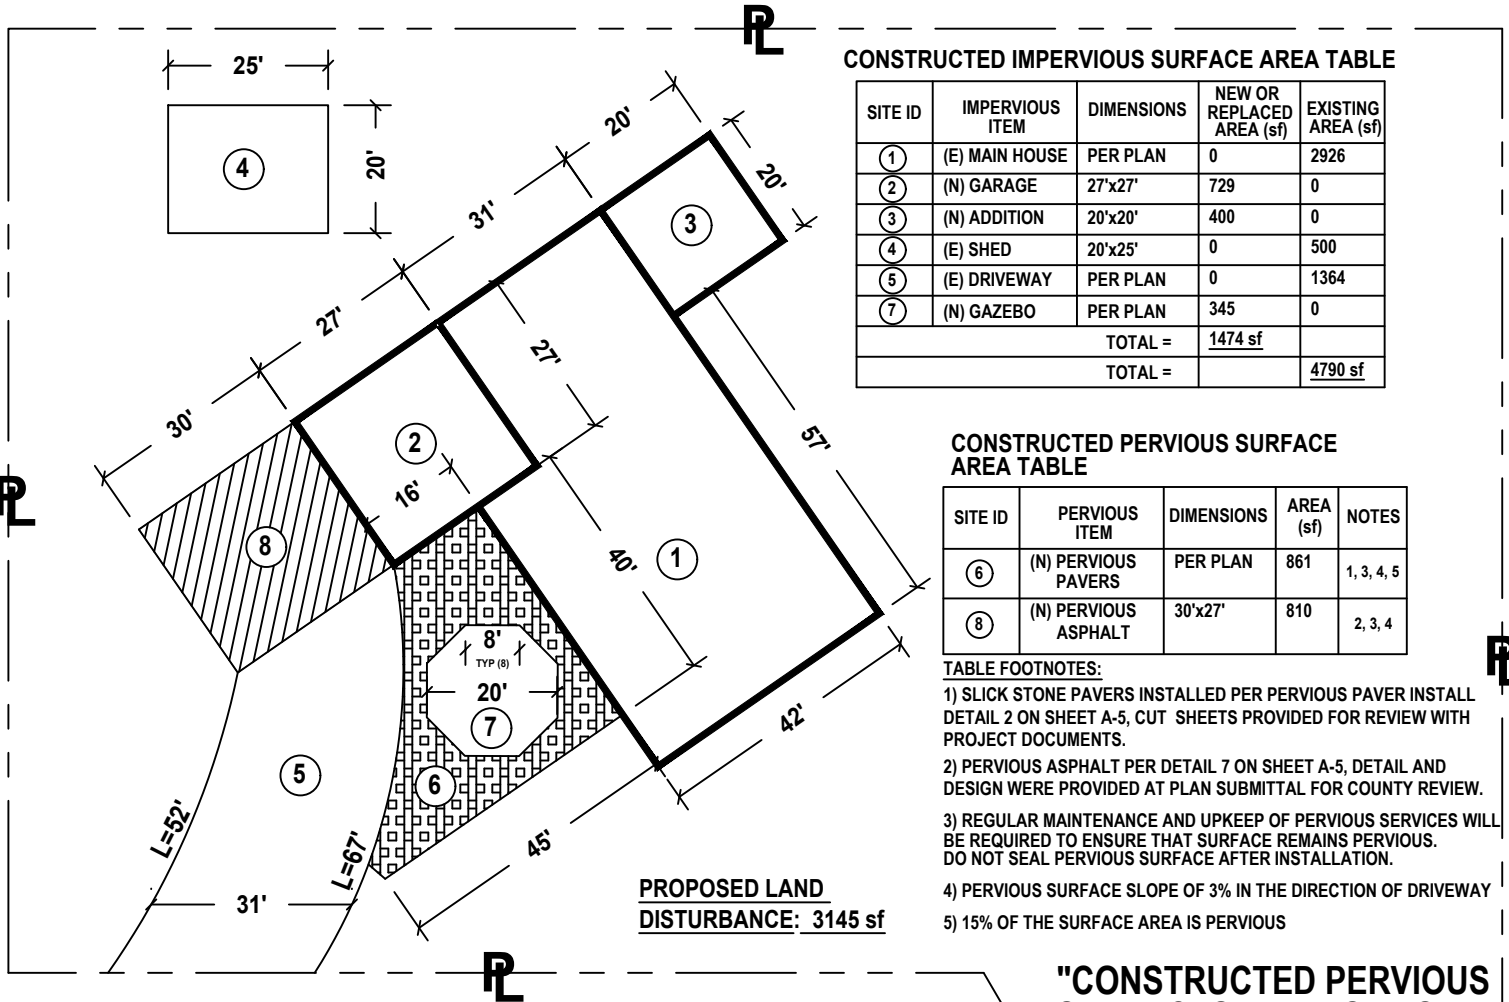 PL
25'
20'
4
20'
20'
3
31'
27'
27'
30'
2
16'
57'
8
1
40'
8'
TYP (8)
20'
7
42'
5
6
L=52'
L=67'
45'
31'
PL
PL
PL
CONSTRUCTED IMPERVIOUS SURFACE AREA TABLE
SITE ID IMPERVIOUS ITEM DIMENSIONS NEW OR REPLACED AREA (sf) EXISTING AREA (sf)
1 (E) MAIN HOUSE PER PLAN 0 2926
2 (N) GARAGE 27'x27' 729 0
3 (N) ADDITION 20'x20' 400 0
4 (E) SHED 20'x25' 0 500
5 (E) DRIVEWAY PER PLAN 0 1364
7 (N) GAZEBO PER PLAN 345 0
TOTAL = 1474 sf
TOTAL = 4790 sf
CONSTRUCTED PERVIOUS SURFACE
AREA TABLE
SITE ID PERVIOUS ITEM DIMENSIONS AREA (sf) NOTES
6 (N) PERVIOUS PAVERS PER PLAN 861 1, 3, 4, 5
8 (N) PERVIOUS ASPHALT 30'x27' 810 2, 3, 4
TABLE FOOTNOTES:
1) SLICK STONE PAVERS INSTALLED PER PERVIOUS PAVER INSTALL
DETAIL 2 ON SHEET A-5, CUT SHEETS PROVIDED FOR REVIEW WITH
PROJECT DOCUMENTS.
2) PERVIOUS ASPHALT PER DETAIL 7 ON SHEET A-5, DETAIL AND
DESIGN WERE PROVIDED AT PLAN SUBMITTAL FOR COUNTY REVIEW.
3) REGULAR MAINTENANCE AND UPKEEP OF PERVIOUS SERVICES WILL
BE REQUIRED TO ENSURE THAT SURFACE REMAINS PERVIOUS.
DO NOT SEAL PERVIOUS SURFACE AFTER INSTALLATION.
4) PERVIOUS SURFACE SLOPE OF 3% IN THE DIRECTION OF DRIVEWAY
5) 15% OF THE SURFACE AREA IS PERVIOUS
PROPOSED LAND
DISTURBANCE: 3145 sf
"CONSTRUCTED PERVIOUS